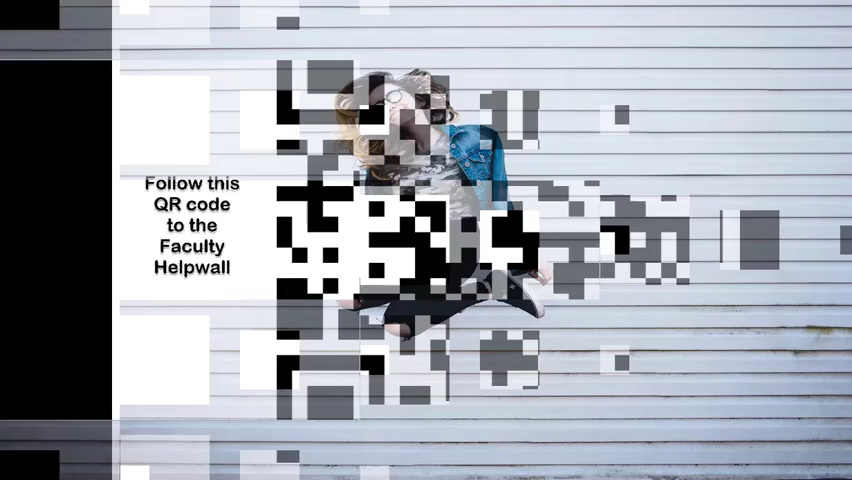 Follow this
QR code
to the
Faculty
Helpwall